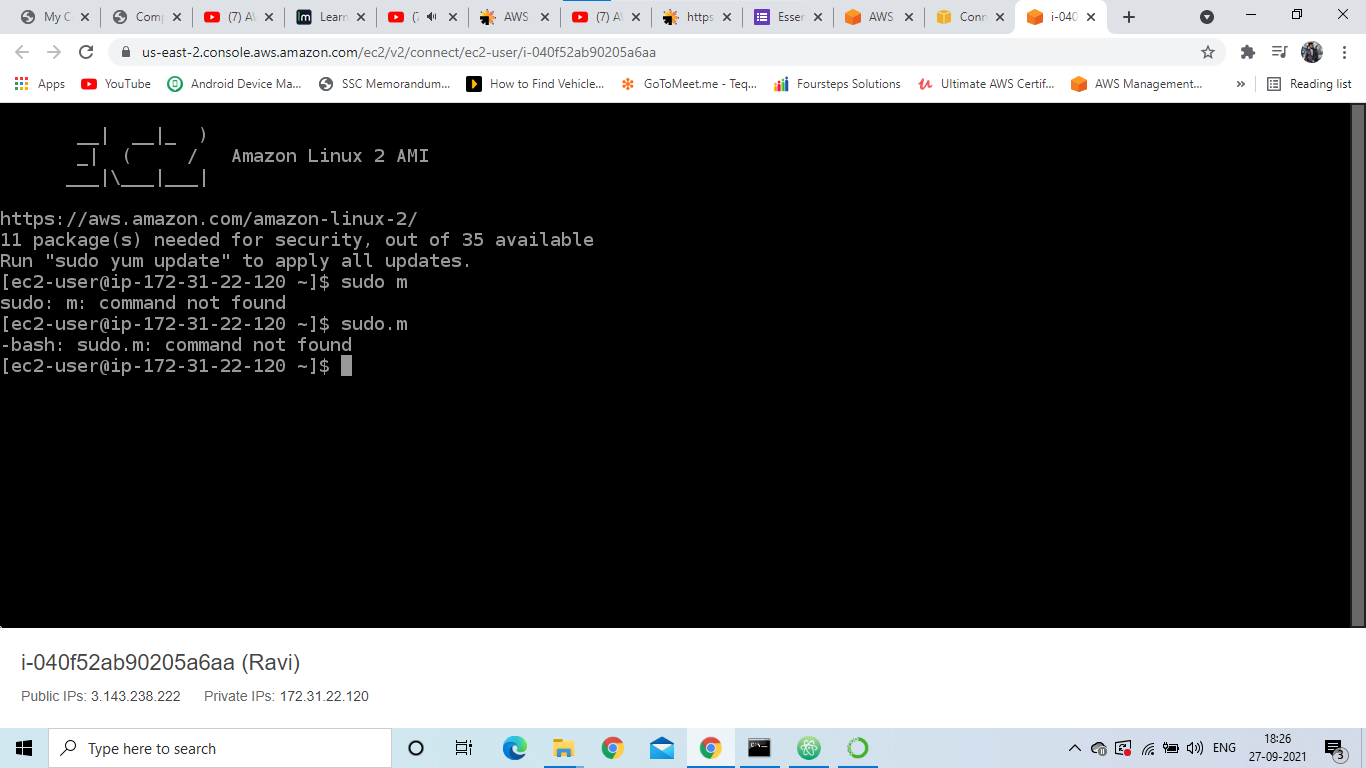 My C
Comp
(7) A
Learn
(7
AWS
(7) A
https
Esser
AWS
Conn
i-040
us-east-2.console.aws.amazon.com/ec2/v2/connect/ec2-user/i-040f52ab90205a6aa
Apps
YouTube
Android Device Ma...
SSC Memorandum...
How to Find Vehicle...
GoToMeet.me - Teq...
Foursteps Solutions
Ultimate AWS Certif...
AWS Management...
»
Reading list
__|  __|_  )
_|  (     /   Amazon Linux 2 AMI
___|\___|___|
https://aws.amazon.com/amazon-linux-2/
11 package(s) needed for security, out of 35 available
Run "sudo yum update" to apply all updates.
[ec2-user@ip-172-31-22-120 ~]$ sudo m
sudo: m: command not found
[ec2-user@ip-172-31-22-120 ~]$ sudo.m
-bash: sudo.m: command not found
[ec2-user@ip-172-31-22-120 ~]$
i-040f52ab90205a6aa (Ravi)
Public IPs: 3.143.238.222 Private IPs: 172.31.22.120
Type here to search
ENG
18:26
27-09-2021
3